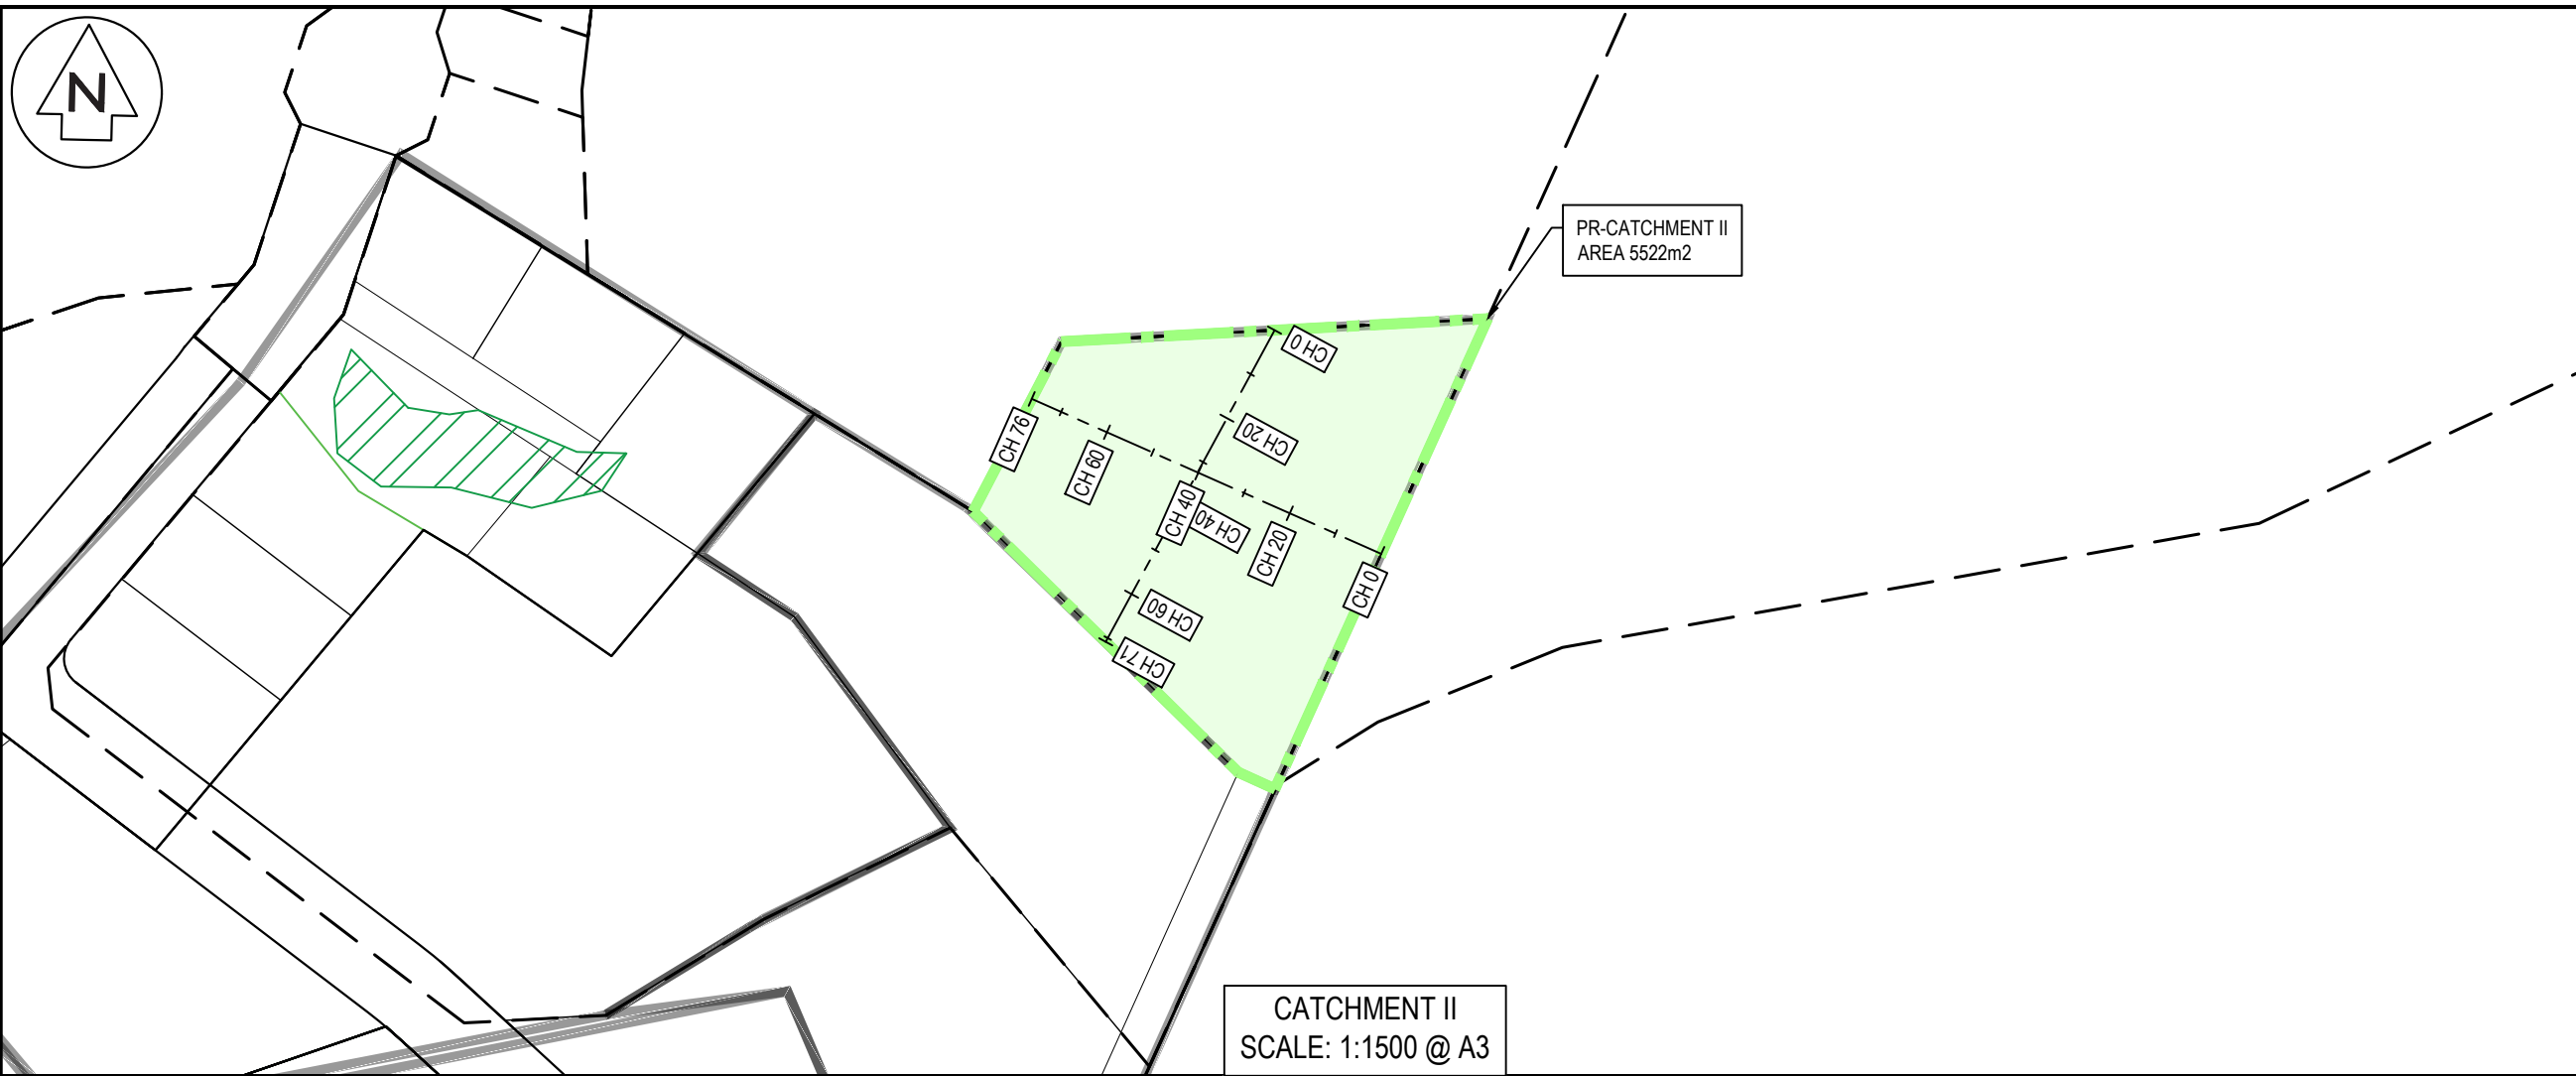 N
PR-CATCHMENT II
AREA 5522m2
CH 0
CH 76
CH 20
CH 60
CH 40
CH 40
CH 20
CH 0
CH 60
CH 71
CATCHMENT II
SCALE: 1:1500 @ A3